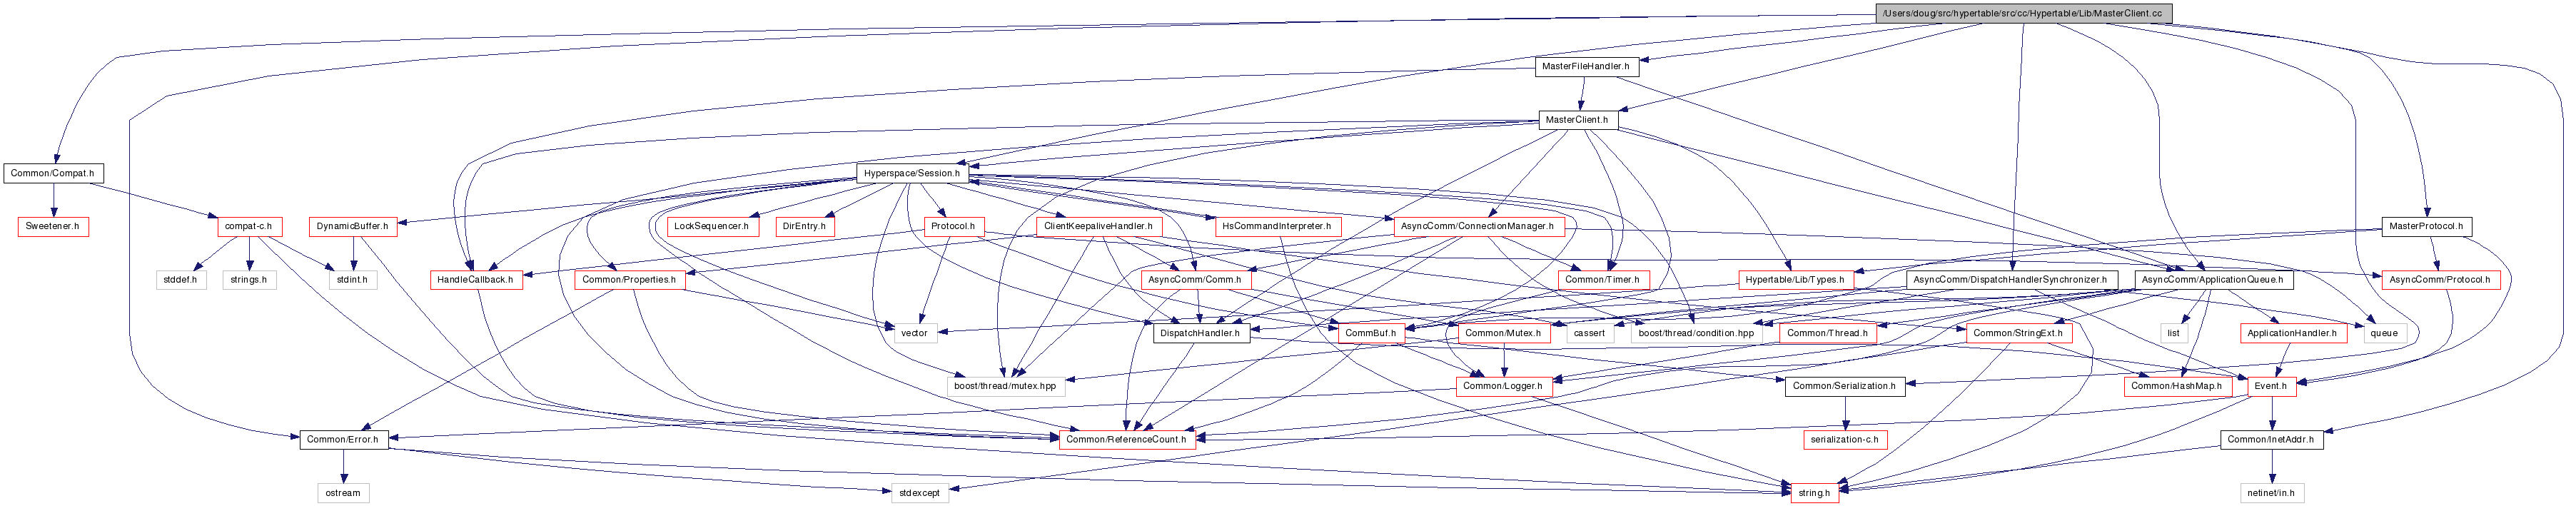 /Users/doug/src/hypertable/src/cc/Hypertable/Lib/MasterClient.cc
MasterFileHandler.h
MasterClient.h
Common/Compat.h
Hyperspace/Session.h
Sweetener.h
compat-c.h
DynamicBuffer.h
LockSequencer.h
DirEntry.h
Protocol.h
ClientKeepaliveHandler.h
HsCommandInterpreter.h
AsyncComm/ConnectionManager.h
MasterProtocol.h
stddef.h
strings.h
stdint.h
HandleCallback.h
Common/Properties.h
AsyncComm/Comm.h
Common/Timer.h
Hypertable/Lib/Types.h
AsyncComm/DispatchHandlerSynchronizer.h
AsyncComm/ApplicationQueue.h
AsyncComm/Protocol.h
vector
DispatchHandler.h
CommBuf.h
Common/Mutex.h
cassert
boost/thread/condition.hpp
Common/Thread.h
Common/StringExt.h
list
ApplicationHandler.h
queue
boost/thread/mutex.hpp
Common/Logger.h
Common/Serialization.h
Common/HashMap.h
Event.h
Common/Error.h
Common/ReferenceCount.h
serialization-c.h
Common/InetAddr.h
ostream
stdexcept
string.h
netinet/in.h